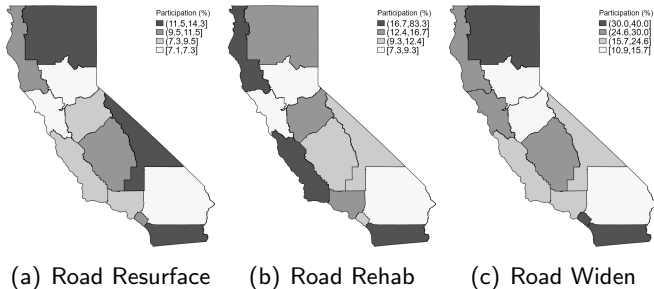 Participation (%)
(11.5,14.3]
(9.5,11.5]
(7.3,9.5]
[7.1,7.3]
Participation (%)
(16.7,83.3]
(12.4,16.7]
(9.3,12.4]
[7.3,9.3]
Participation (%)
(30.0,40.0]
(24.6,30.0]
(15.7,24.6]
[10.9,15.7]
(a) Road Resurface
(b) Road Rehab
(c) Road Widen